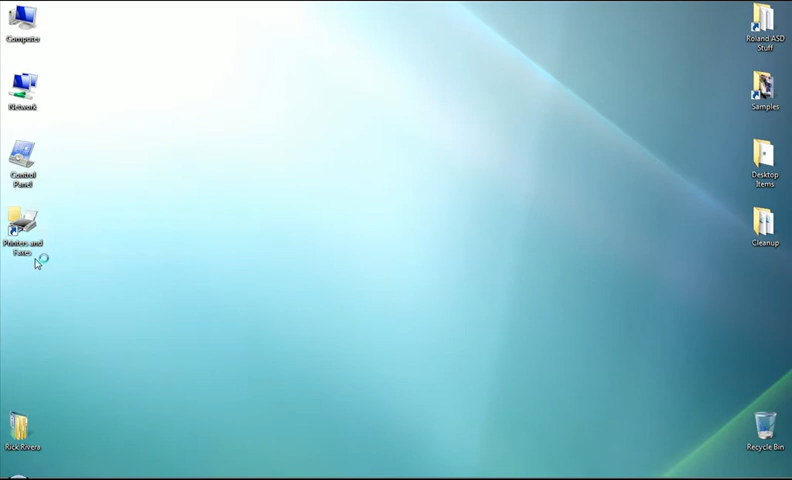 Computer
Network
Control
Panel
Printers and
Faxes
Rick Rivera
Roland ASD
Stuff
Samples
Desktop
Items
Cleanup
Recycle Bin